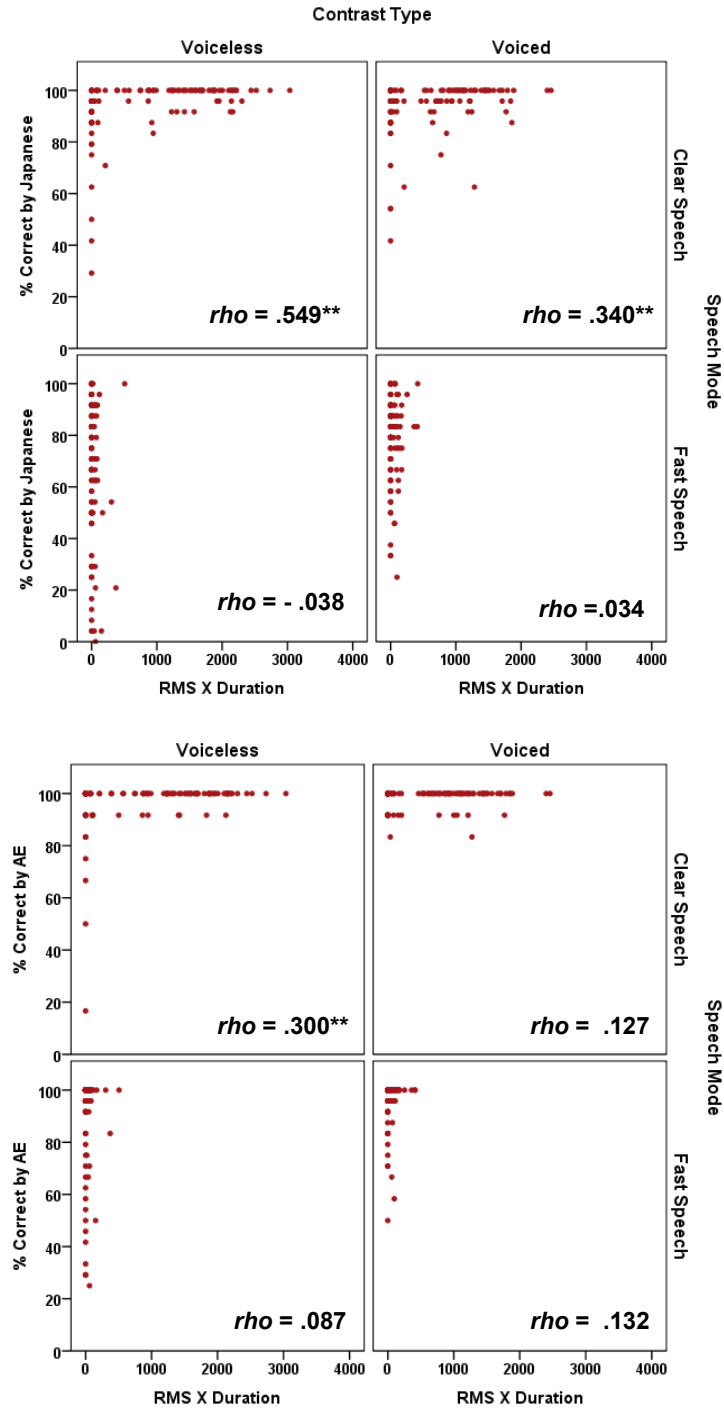 Contrast Type
Voiceless Voiced
100
80
60
40
20
0
% Correct by Japanese
rho = .549**
rho = .340**
Clear Speech
Speech Mode
100
80
60
40
20
0
% Correct by Japanese
rho = - .038
rho =.034
Fast Speech
0 1000 2000 3000 4000 0 1000 2000 3000 4000
RMS X Duration RMS X Duration
Voiceless Voiced
100
80
60
40
20
0
% Correct by AE
rho = .300**
rho = .127
Clear Speech
Speech Mode
100
80
60
40
20
0
% Correct by AE
rho = .087
rho = .132
Fast Speech
0 1000 2000 3000 4000 0 1000 2000 3000 4000
RMS X Duration RMS X Duration